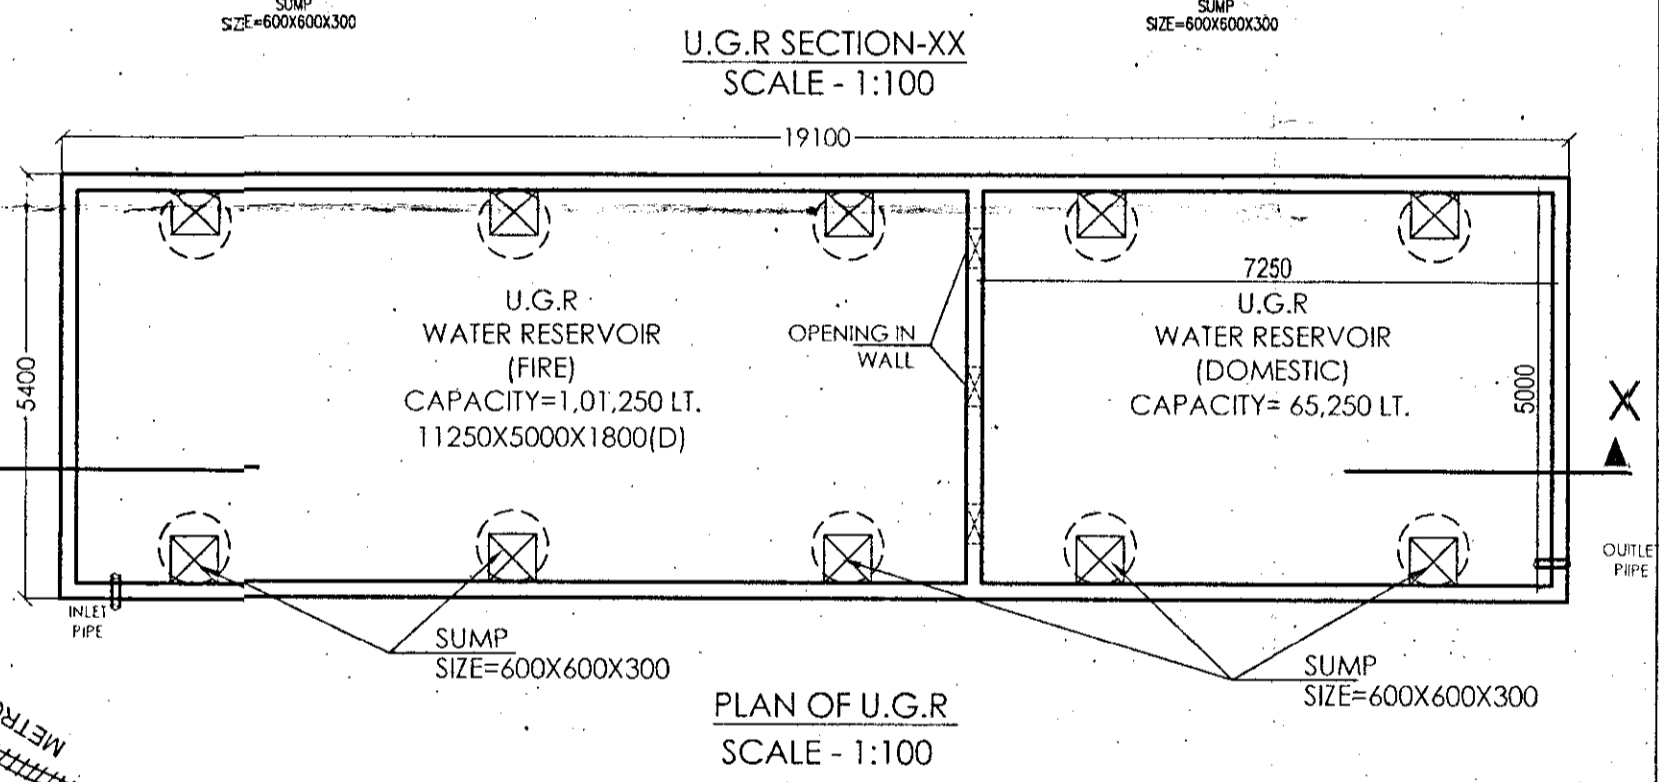 SUMP
SIZE=600X600X300
SUMP
SIZE=600X600X300
U.G.R SECTION-XX
SCALE - 1:100
19100
5400
U.G.R
WATER RESERVOIR
(FIRE)
CAPACITY=1,01,250 LT.
11250X5000X1800(D)
OPENING IN
WALL
7250
U.G.R
WATER RESERVOIR
(DOMESTIC)
CAPACITY= 65,250 LT.
5000
X
OUTLET
PIPE
INLET
PIPE
SUMP
SIZE=600X600X300
SUMP
SIZE=600X600X300
PLAN OF U.G.R
SCALE - 1:100
METRO